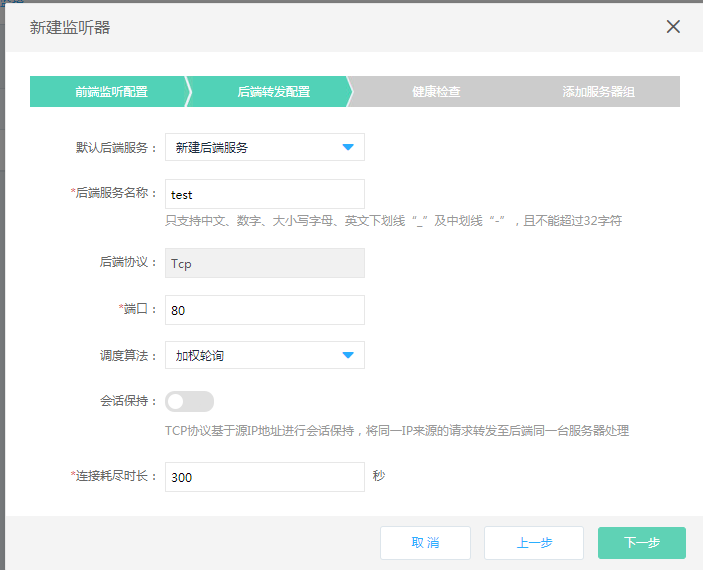 新建监听器
前端监听配置 后端转发配置 健康检查 添加服务器组
默认后端服务： 新建后端服务
*后端服务名称： test
只支持中文、数字、大小写字母、英文下划线“_”及中划线“-”，且不能超过32字符
后端协议： Tcp
*端口： 80
调度算法： 加权轮询
会话保持：
TCP协议基于源IP地址进行会话保持，将同一IP来源的请求转发至后端同一台服务器处理
*连接耗尽时长： 300 秒
取 消 上一步 下一步